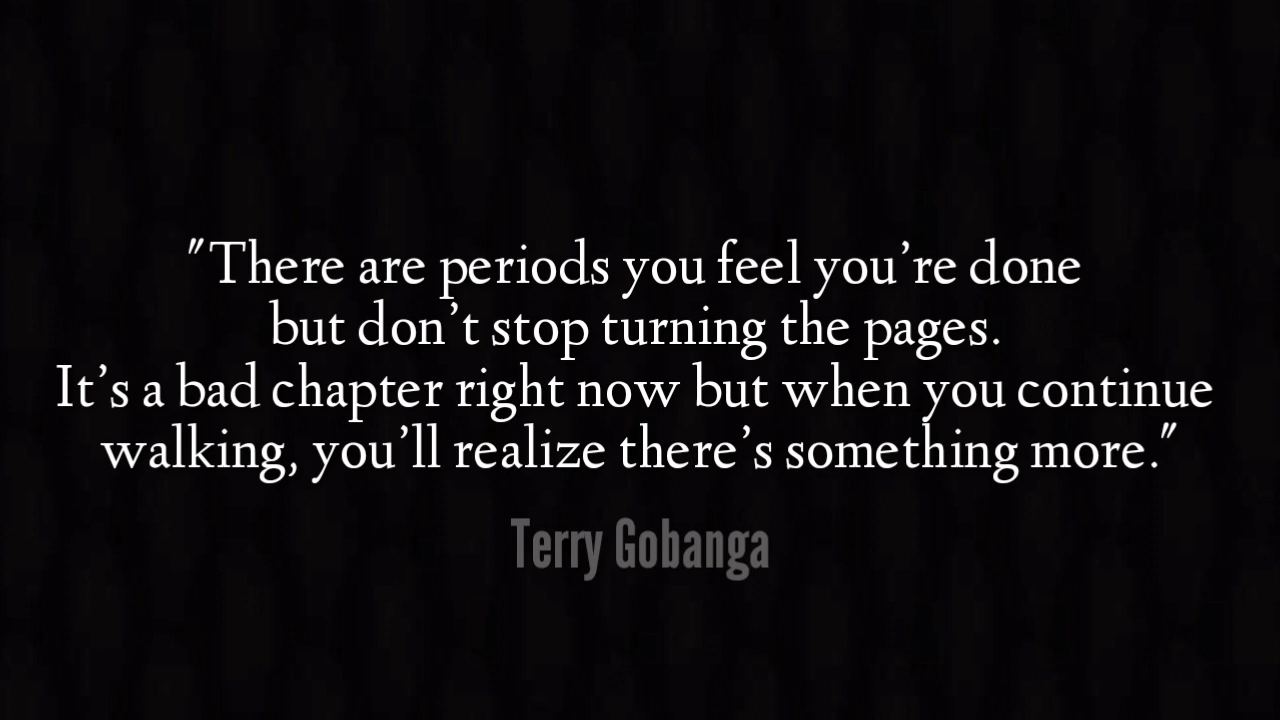 "There are periods you feel you’re done
but don’t stop turning the pages.
It’s a bad chapter right now but when you continue
walking, you’ll realize there’s something more."
Terry Gobanga